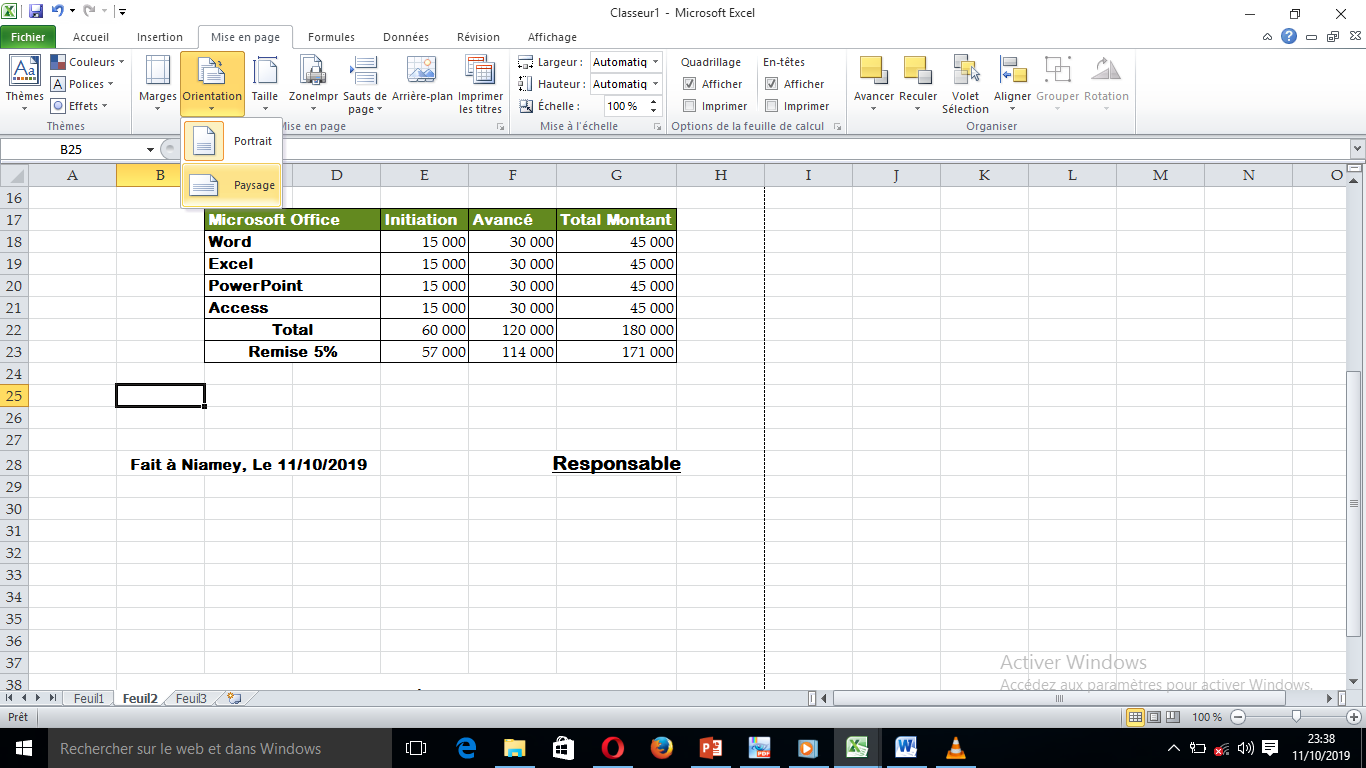 Classeur1 - Microsoft Excel
Fichier Accueil Insertion Mise en page Formules Données Révision Affichage
Thèmes Couleurs Polices Effets
Marges Orientation Taille ZoneImpr Sauts de page Arrière-plan Imprimer les titres
Largeur : Automatiq
Hauteur : Automatiq
Échelle : 100 %
Quadrillage En-têtes
Afficher Afficher
Imprimer Imprimer
Avancer Reculer Volet Sélection Aligner Grouper Rotation
Thèmes Mise en page Mise à l'échelle Options de la feuille de calcul Organiser
Portrait
Paysage
B25
A B D E F G H I J K L M N O
16
17 Microsoft Office Initiation Avancé Total Montant
18 Word 15 000 30 000 45 000
19 Excel 15 000 30 000 45 000
20 PowerPoint 15 000 30 000 45 000
21 Access 15 000 30 000 45 000
22 Total 60 000 120 000 180 000
23 Remise 5% 57 000 114 000 171 000
24
25
26
27
28 Fait à Niamey, Le 11/10/2019 Responsable
29
30
31
32
33
34
35
36
37
38
Activer Windows
Accédez aux paramètres pour activer Windows.
Feuil1 Feuil2 Feuil3
Prêt 100 %
Rechercher sur le web et dans Windows
23:38
11/10/2019